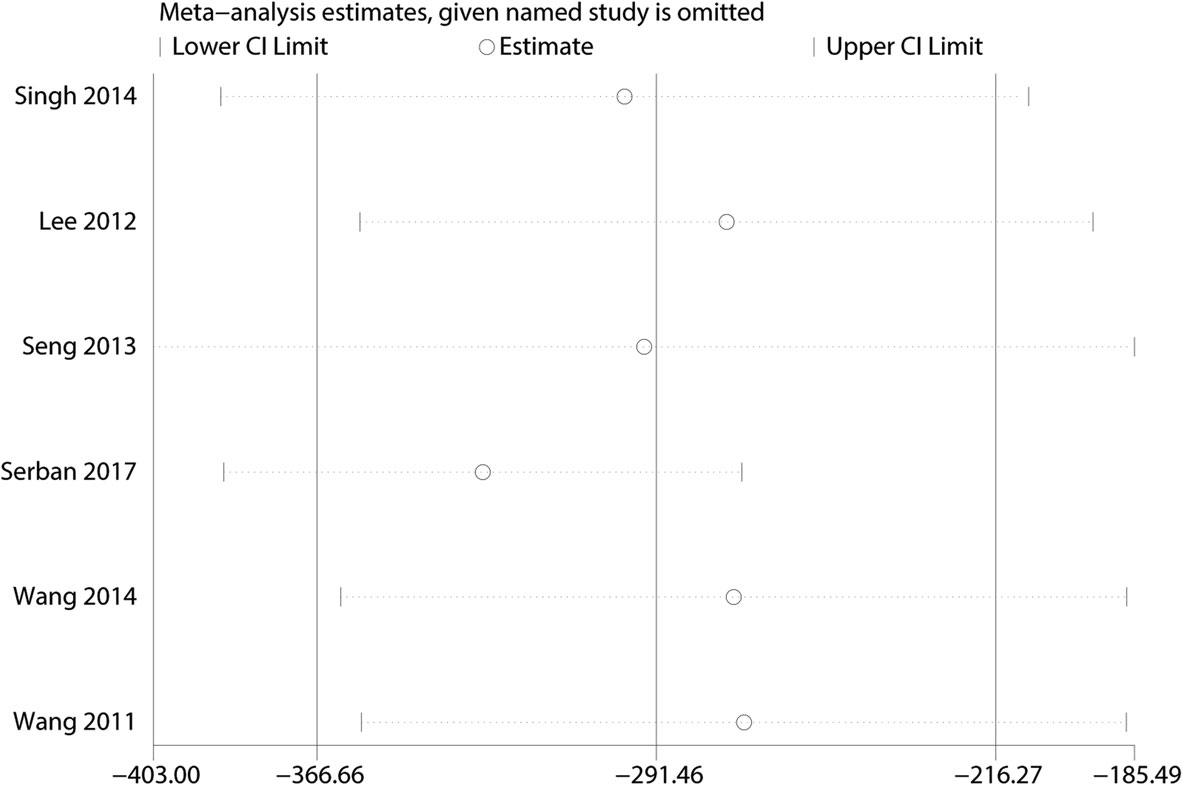 Meta−analysis estimates, given named study is omitted
| Lower CI Limit ○ Estimate | Upper CI Limit
Singh 2014
Lee 2012
Seng 2013
Serban 2017
Wang 2014
Wang 2011
−403.00 −366.66 −291.46 −216.27 −185.49